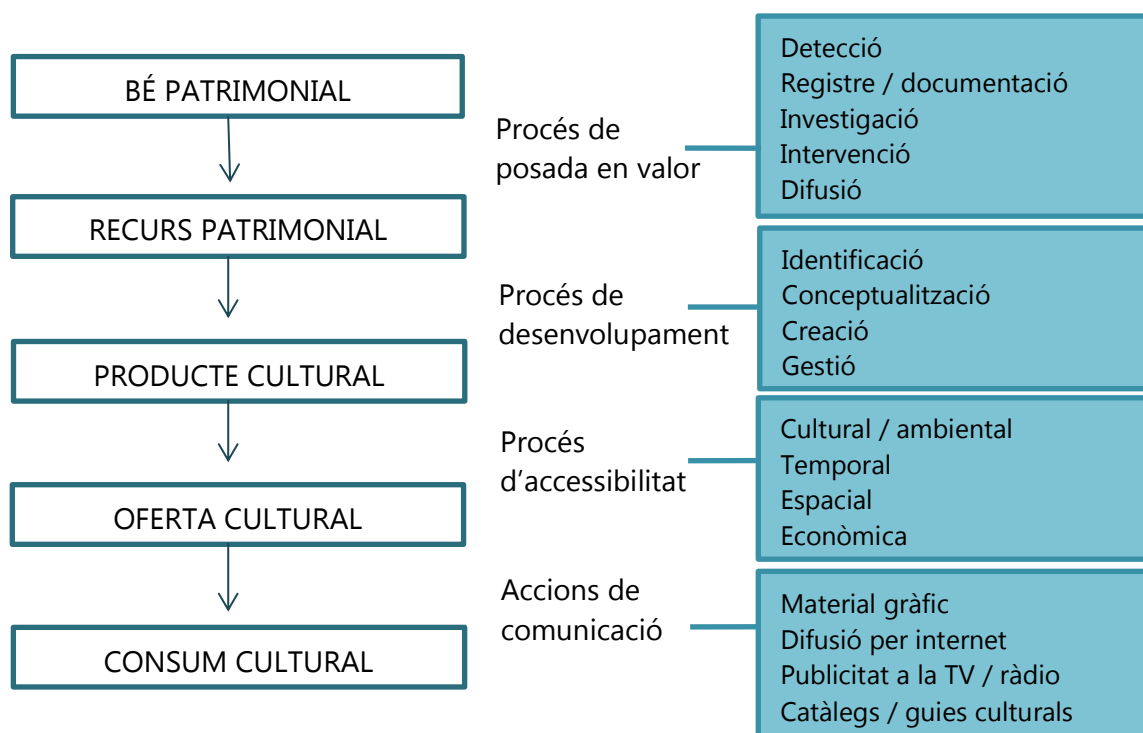 BÉ PATRIMONIAL
RECURS PATRIMONIAL
PRODUCTE CULTURAL
OFERTA CULTURAL
CONSUM CULTURAL
Procés de
posada en valor
Detecció
Registre / documentació
Investigació
Intervenció
Difusió
Procés de
desenvolupament
Identificació
Conceptualització
Creació
Gestió
Procés
d’accessibilitat
Cultural / ambiental
Temporal
Espacial
Econòmica
Accions de
comunicació
Material gràfic
Difusió per internet
Publicitat a la TV / ràdio
Catàlegs / guies culturals